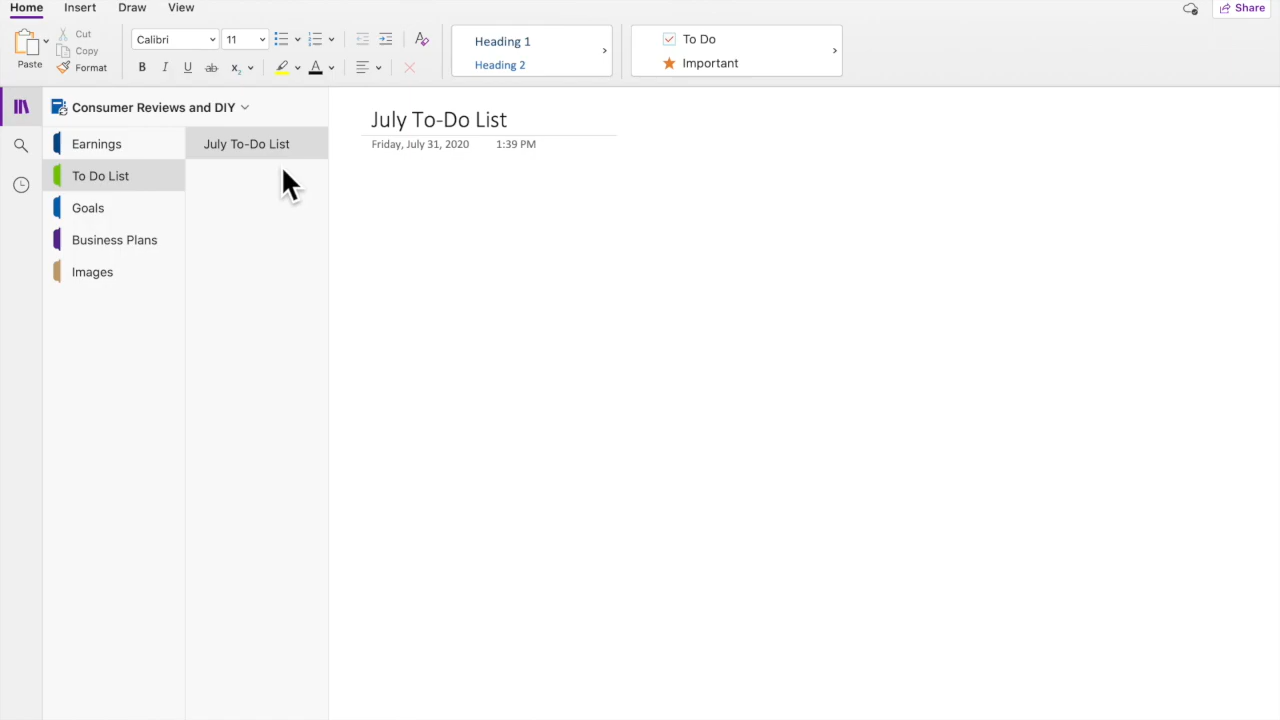 Home Insert Draw View
Share
Paste
Cut
Copy
Format
Calibri 11
Heading 1
Heading 2
To Do
Important
Consumer Reviews and DIY
Earnings
To Do List
Goals
Business Plans
Images
July To-Do List
July To-Do List
Friday, July 31, 2020 1:39 PM